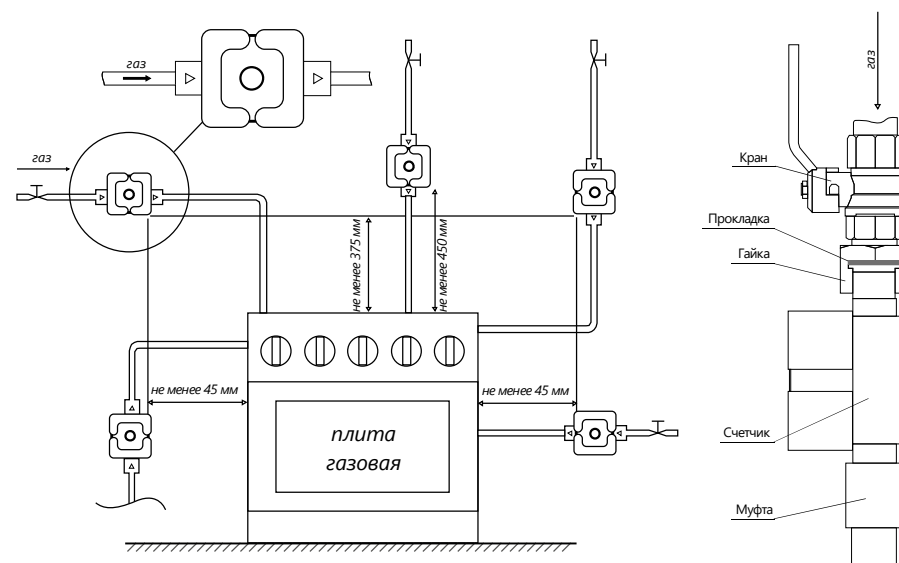 газ
газ
не менее 375 мм
не менее 450 мм
не менее 45 мм
не менее 45 мм
плита
газовая
газ
Кран
Прокладка
Гайка
Счетчик
Муфта